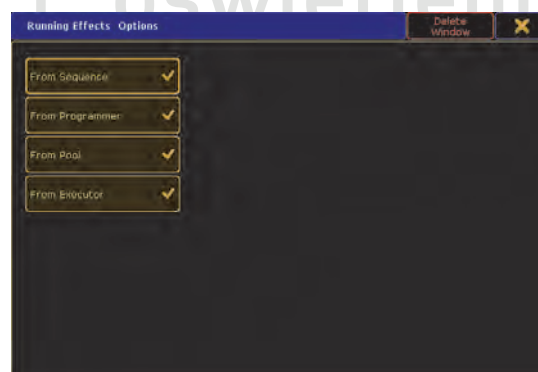 Running Effects Options
Delete
Window
From Sequence
From Programmer
From Pool
From Executor